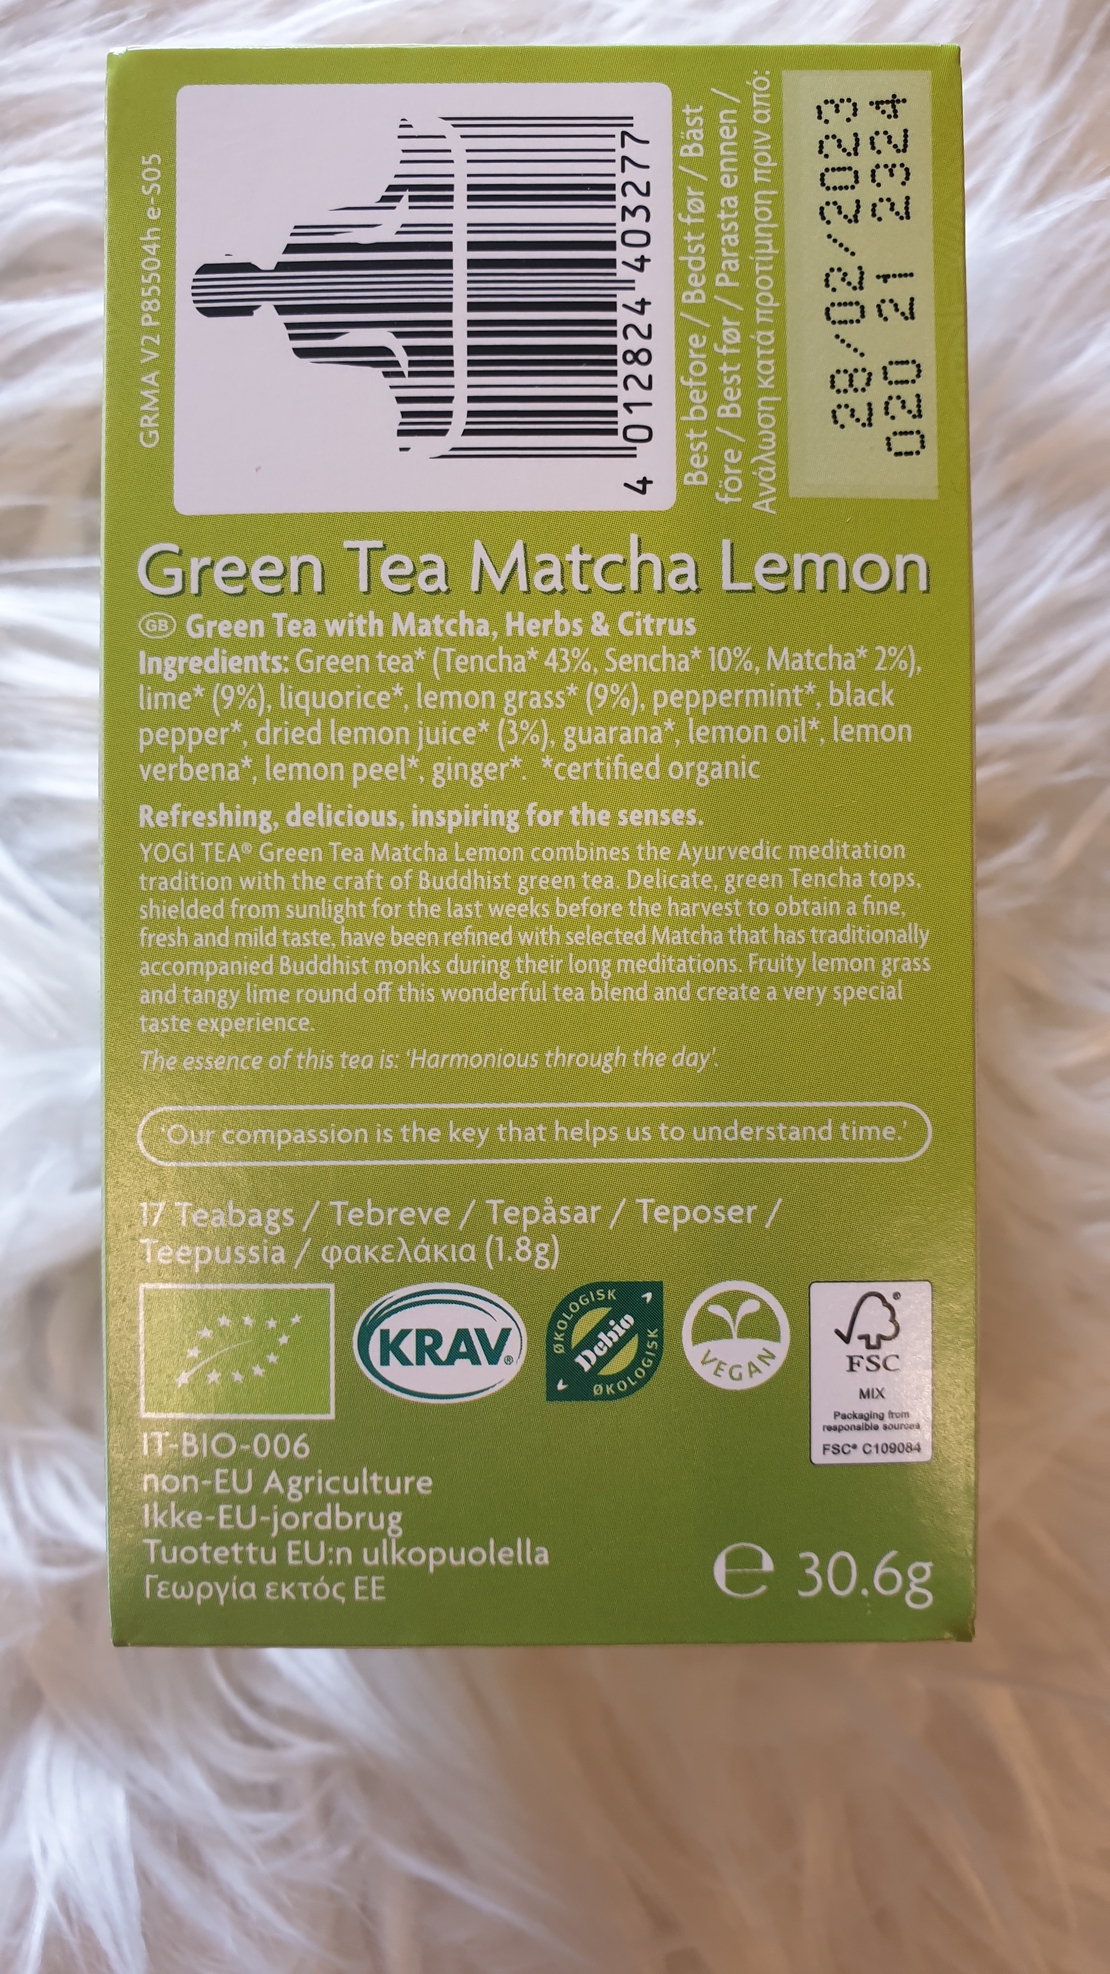 GRMA V2 P85504h e-S05
4 012824 403277
Best before / Bedst før / Bäst
före / Best før / Parasta ennen /
Ανάλωση κατά προτίμηση πριν από:
28/02/2023
020 21 2324
Green Tea Matcha Lemon
GB Green Tea with Matcha, Herbs & Citrus
Ingredients: Green tea* (Tencha* 43%, Sencha* 10%, Matcha* 2%),
lime* (9%), liquorice*, lemon grass* (9%), peppermint*, black
pepper*, dried lemon juice* (3%), guarana*, lemon oil*, lemon
verbena*, lemon peel*, ginger*. *certified organic
Refreshing, delicious, inspiring for the senses.
YOGI TEA® Green Tea Matcha Lemon combines the Ayurvedic meditation
tradition with the craft of Buddhist green tea. Delicate, green Tencha tops,
shielded from sunlight for the last weeks before the harvest to obtain a fine,
fresh and mild taste, have been refined with selected Matcha that has traditionally
accompanied Buddhist monks during their long meditations. Fruity lemon grass
and tangy lime round off this wonderful tea blend and create a very special
taste experience.
The essence of this tea is: ‘Harmonious through the day’.
‘Our compassion is the key that helps us to understand time.’
17 Teabags / Tebreve / Tepåsar / Teposer /
Teepussia / φακελάκια (1.8g)
KRAV®
ØKOLOGISK
Debio
ØKOLOGISK
VEGAN
®
FSC
MIX
Packaging from
responsible sources
FSC® C109084
IT-BIO-006
non-EU Agriculture
Ikke-EU-jordbrug
Tuotettu EU:n ulkopuolella
Γεωργία εκτός ΕΕ
℮ 30.6g